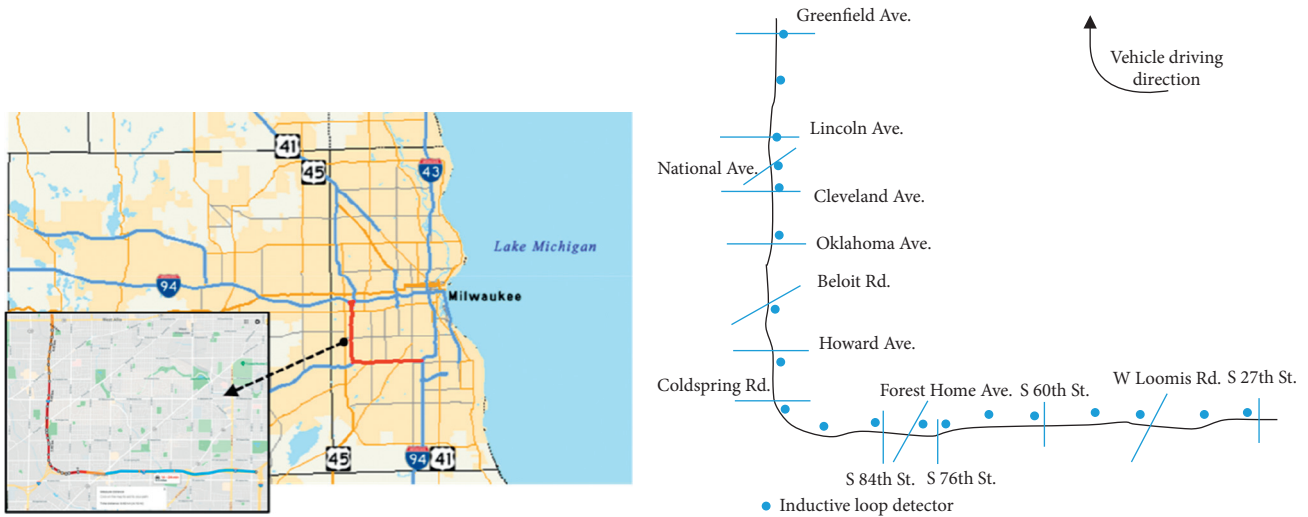 41
45
43
Lake Michigan
94
Milwaukee
45
94
41
Greenfield Ave.
Vehicle driving
direction
Lincoln Ave.
National Ave.
Cleveland Ave.
Oklahoma Ave.
Beloit Rd.
Howard Ave.
Coldspring Rd.
Forest Home Ave.
S 60th St.
W Loomis Rd.
S 27th St.
S 84th St.
S 76th St.
Inductive loop detector